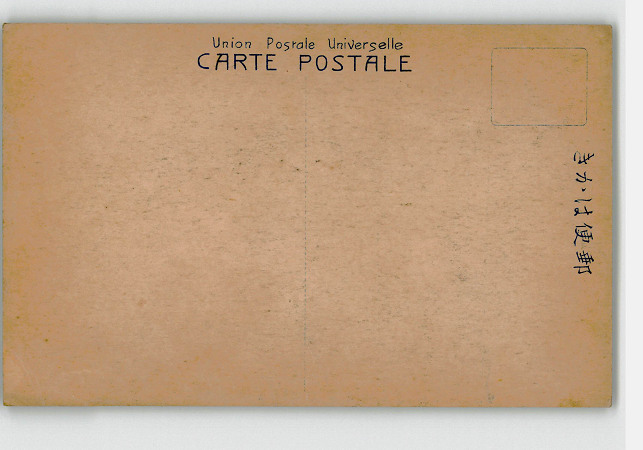 Union Postale Universelle
CARTE POSTALE
きかは便郵